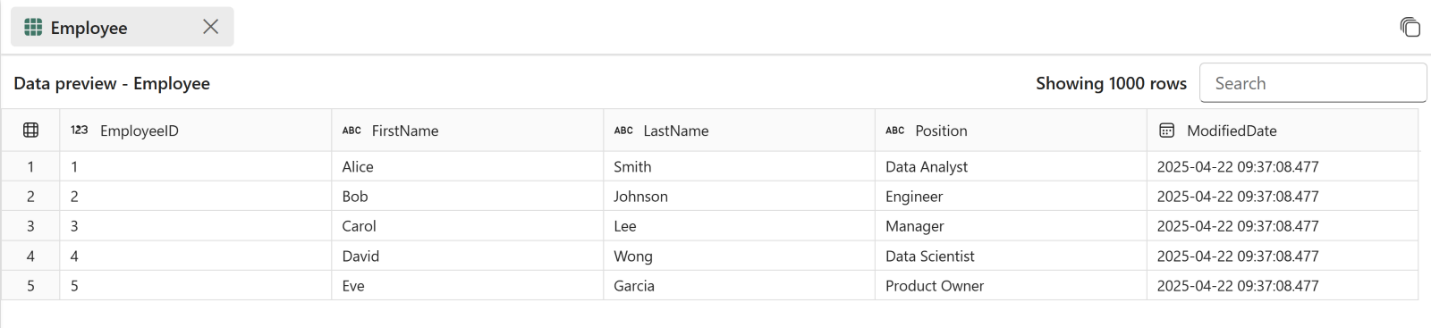 Employee
Data preview - Employee Showing 1000 rows Search
123 EmployeeID ABC FirstName ABC LastName ABC Position ModifiedDate
1 1 Alice Smith Data Analyst 2025-04-22 09:37:08.477
2 2 Bob Johnson Engineer 2025-04-22 09:37:08.477
3 3 Carol Lee Manager 2025-04-22 09:37:08.477
4 4 David Wong Data Scientist 2025-04-22 09:37:08.477
5 5 Eve Garcia Product Owner 2025-04-22 09:37:08.477